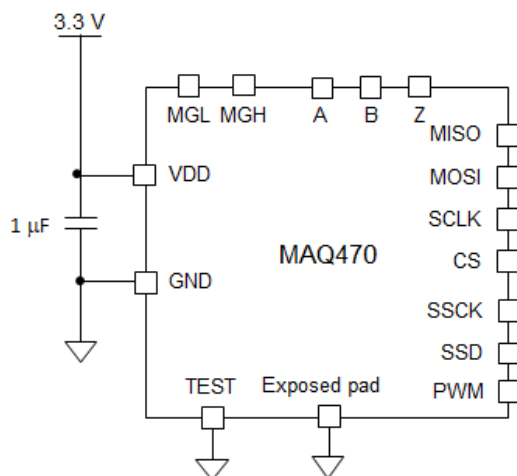 3.3 V
MGL MGH A B Z
MISO
VDD
MOSI
SCLK
1 μF
MAQ470
CS
GND
SSCK
SSD
TEST Exposed pad PWM